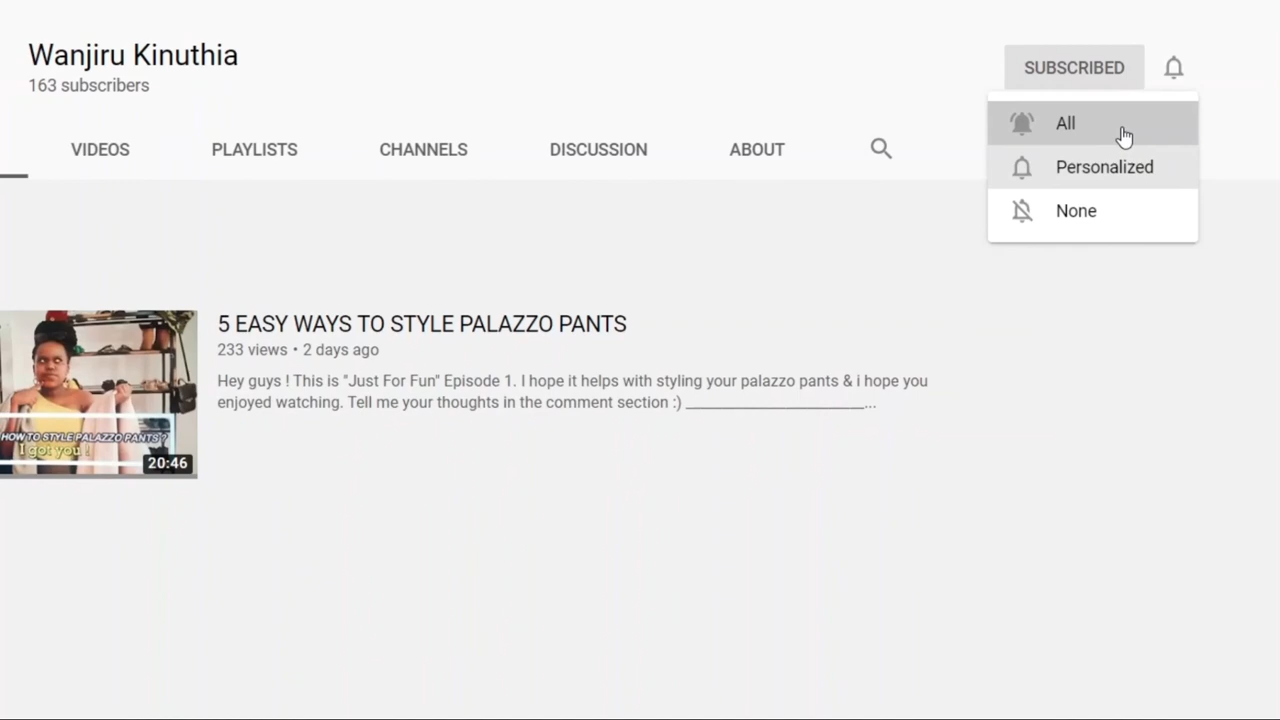 Wanjiru Kinuthia
163 subscribers
SUBSCRIBED
All
Personalized
None
VIDEOS
PLAYLISTS
CHANNELS
DISCUSSION
ABOUT
5 EASY WAYS TO STYLE PALAZZO PANTS
233 views • 2 days ago
Hey guys ! This is "Just For Fun" Episode 1. I hope it helps with styling your palazzo pants & i hope you
enjoyed watching. Tell me your thoughts in the comment section :) _______________________...
HOW TO STYLE PALAZZO PANTS ?
I got you !
20:46